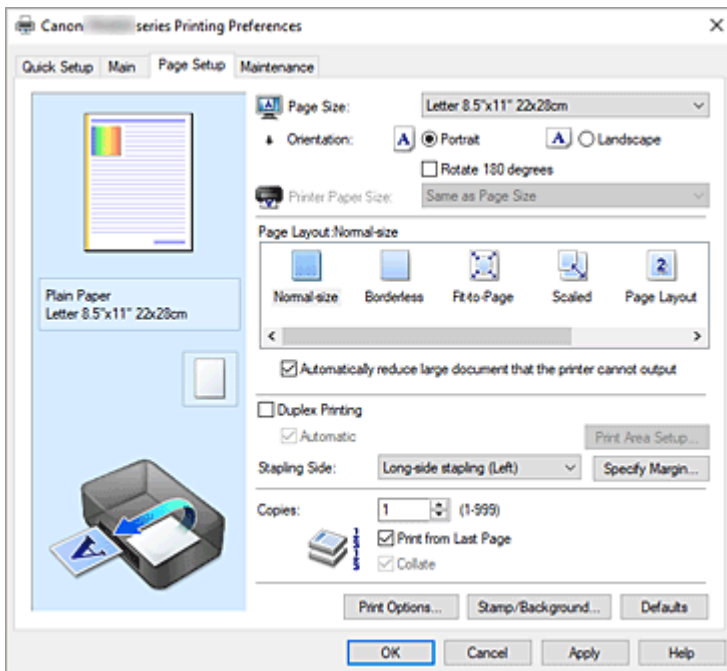 Canon series Printing Preferences
Quick Setup Main Page Setup Maintenance
Page Size: Letter 8.5"x11" 22x28cm
Orientation: A Portrait A Landscape
Rotate 180 degrees
Printer Paper Size: Same as Page Size
Page Layout:Normal-size
2
Normal-size Borderless Fit-to-Page Scaled Page Layout
Plain Paper
Letter 8.5"x11" 22x28cm
Automatically reduce large document that the printer cannot output
Duplex Printing
Automatic Print Area Setup...
Stapling Side: Long-side stapling (Left) Specify Margin...
A
Copies: 1 (1-999)
Print from Last Page
Collate
Print Options... Stamp/Background... Defaults
OK Cancel Apply Help